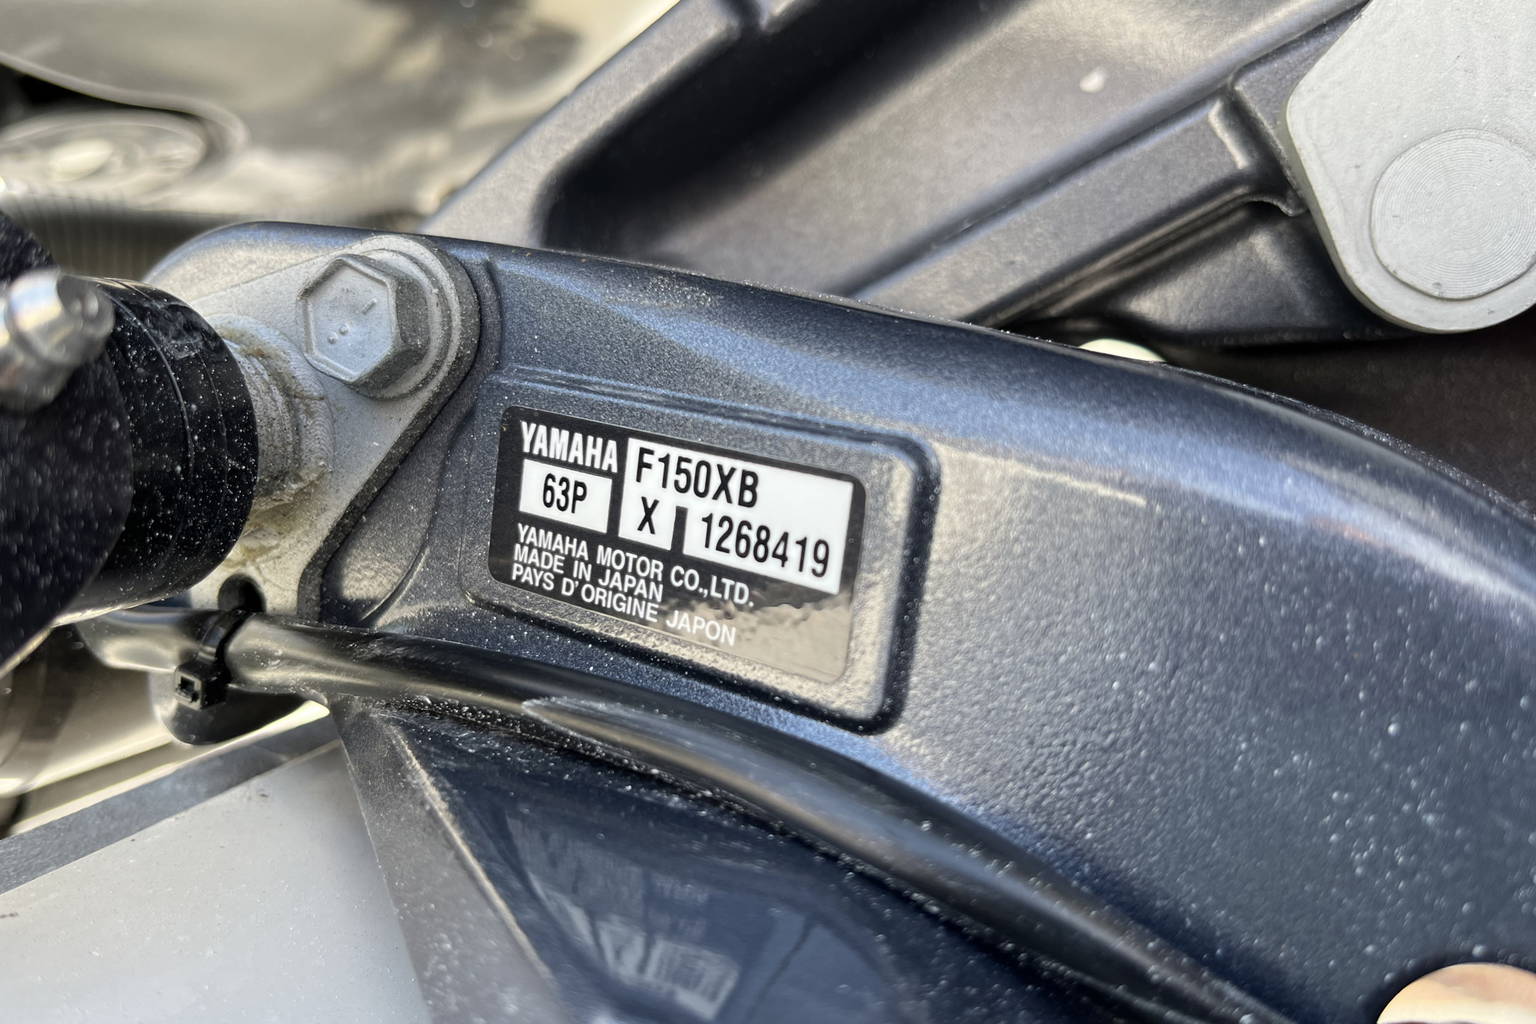 YAMAHA
F150XB
63P
X 1268419
YAMAHA MOTOR CO.,LTD.
MADE IN JAPAN
PAYS D'ORIGINE JAPON